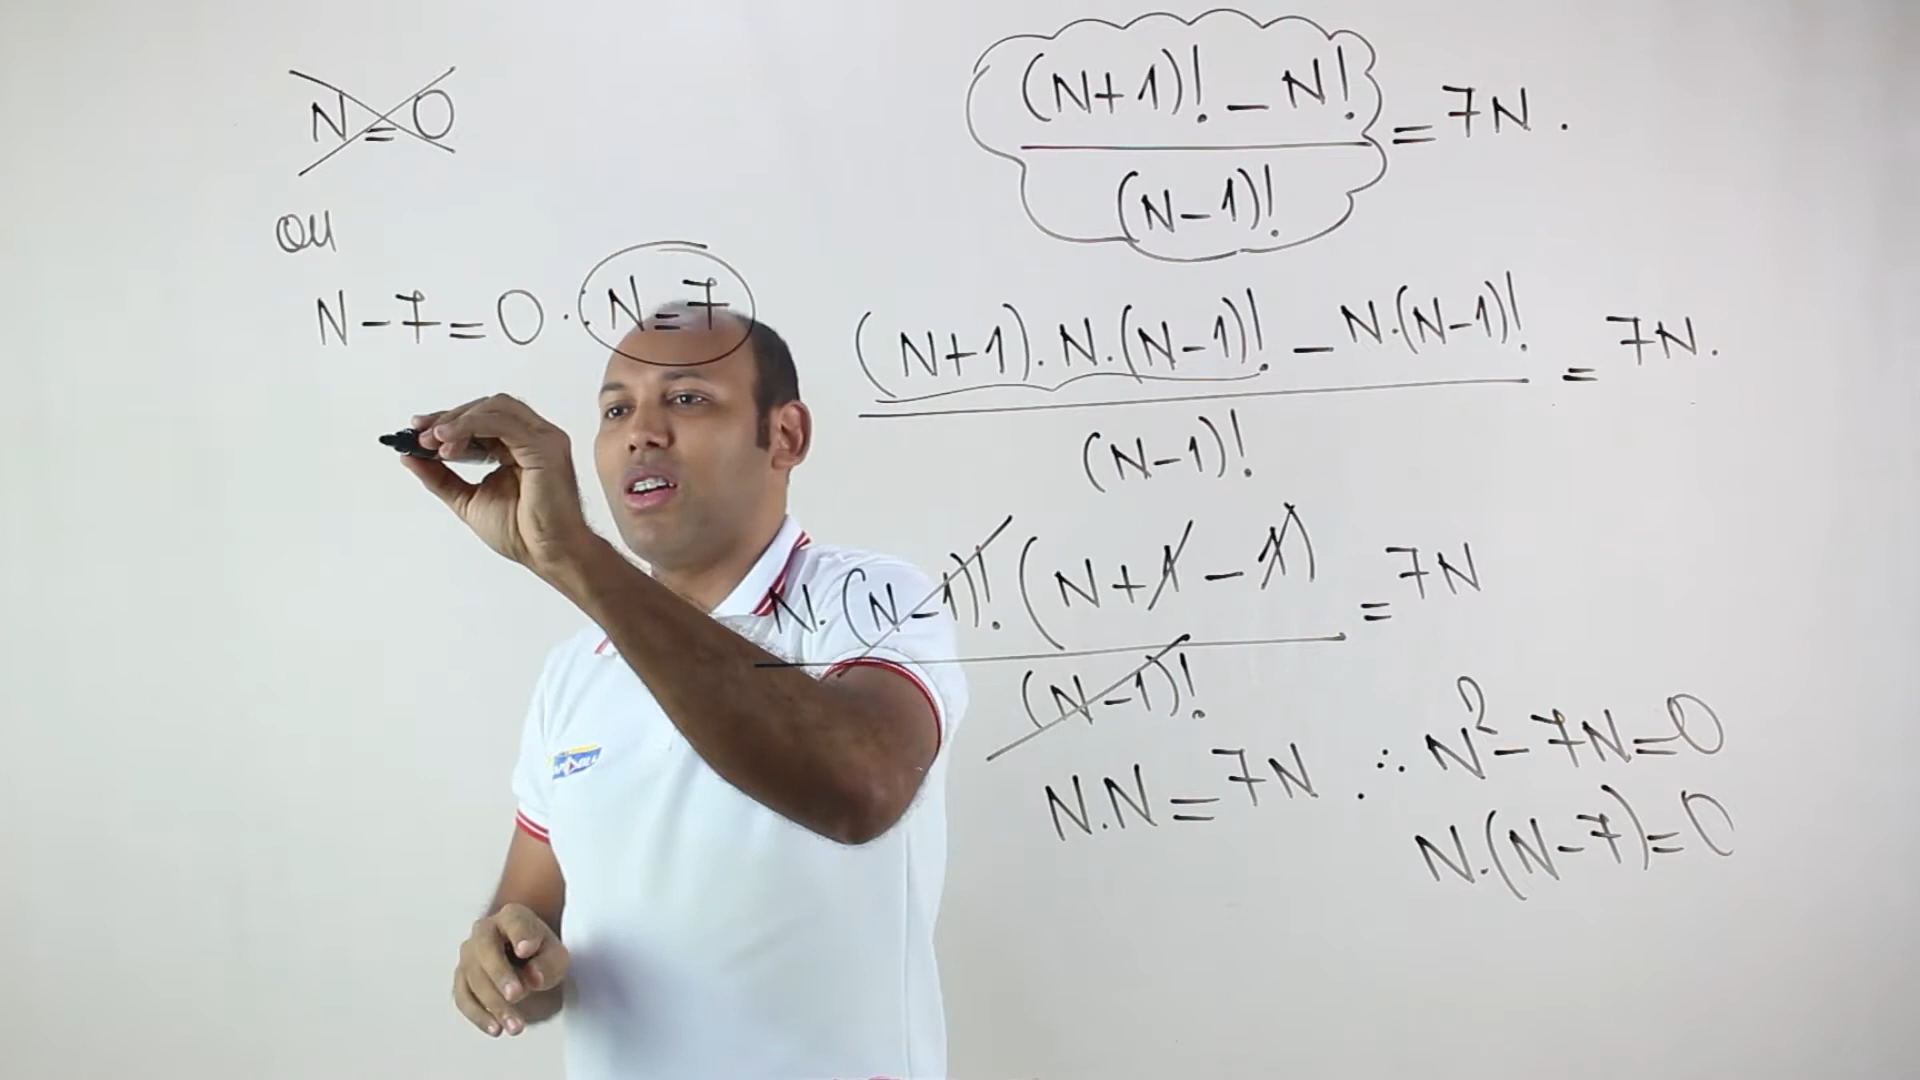 N=0
ou
N-7=0 ∴ N=7
(N+1)! - N!
――――― = 7N.
(N-1)!
(N+1).N.(N-1)! - N.(N-1)!
――――― = 7N.
(N-1)!
N.(N-1)!(N+1-1)
――――― = 7N
(N-1)!
N.N=7N ∴ N²-7N=0
N.(N-7)=0